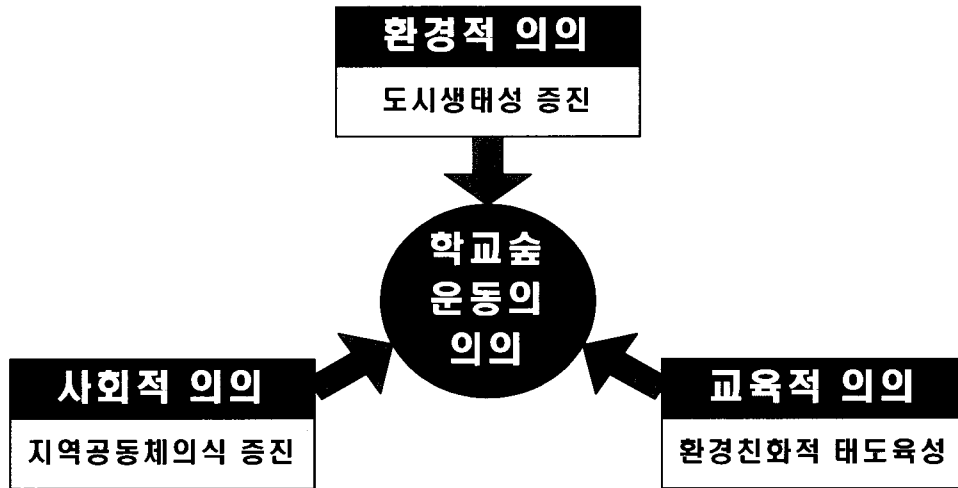 환경적 의의
도시생태성 증진
학교숲
운동의
의의
사회적 의의
지역공동체의식 증진
교육적 의의
환경친화적 태도육성